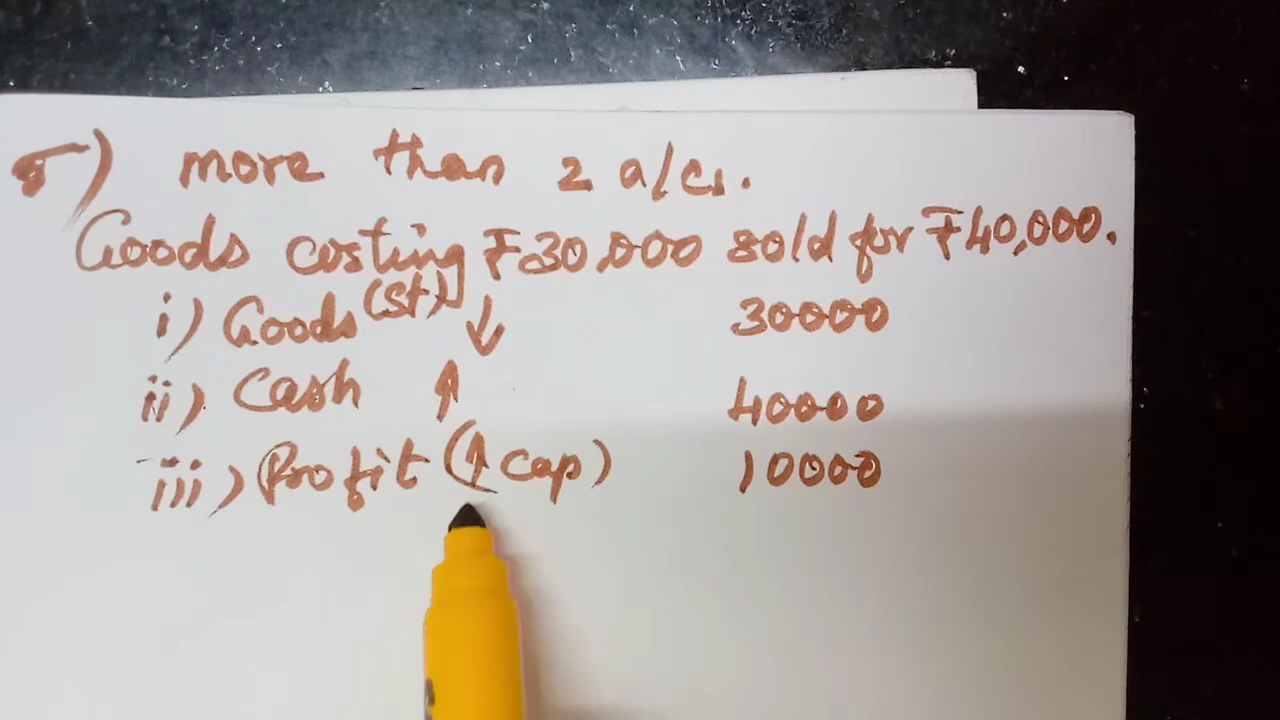 5) more than 2 a/cs.
Goods costing ₹30,000 sold for ₹40,000.
i) Goods (St) ↓ 30000
ii) Cash ↑ 40000
iii) Profit (↑ cap) 10000